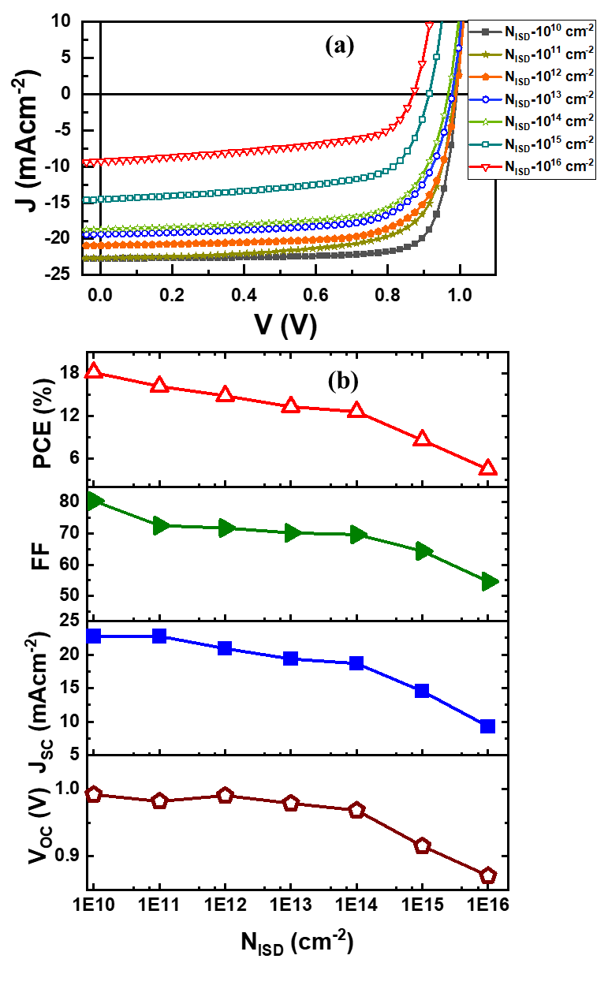 (a)
J (mAcm-2)
10
5
0
-5
-10
-15
-20
-25
0.0 0.2 0.4 0.6 0.8 1.0
V (V)
NISD-10^10 cm-2
NISD-10^11 cm-2
NISD-10^12 cm-2
NISD-10^13 cm-2
NISD-10^14 cm-2
NISD-10^15 cm-2
NISD-10^16 cm-2
(b)
PCE (%)
18
12
6
FF
80
70
60
50
JSC (mAcm-2)
25
20
15
10
5
VOC (V)
1.0
0.9
1E10 1E11 1E12 1E13 1E14 1E15 1E16
NISD (cm-2)